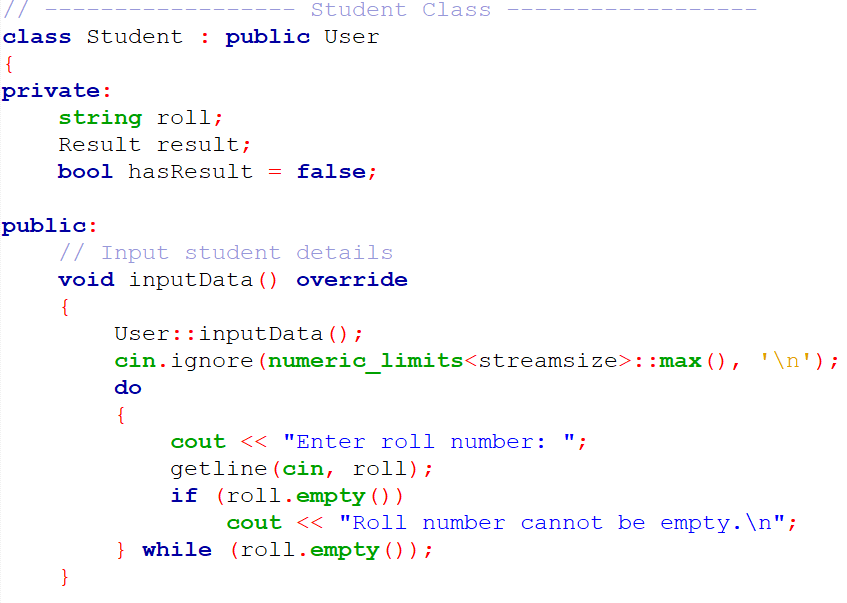 // ------------------ Student Class ------------------
class Student : public User
{
private:
    string roll;
    Result result;
    bool hasResult = false;

public:
    // Input student details
    void inputData() override
    {
        User::inputData();
        cin.ignore(numeric_limits<streamsize>::max(), '\n');
        do
        {
            cout << "Enter roll number: ";
            getline(cin, roll);
            if (roll.empty())
                cout << "Roll number cannot be empty.\n";
        } while (roll.empty());
    }